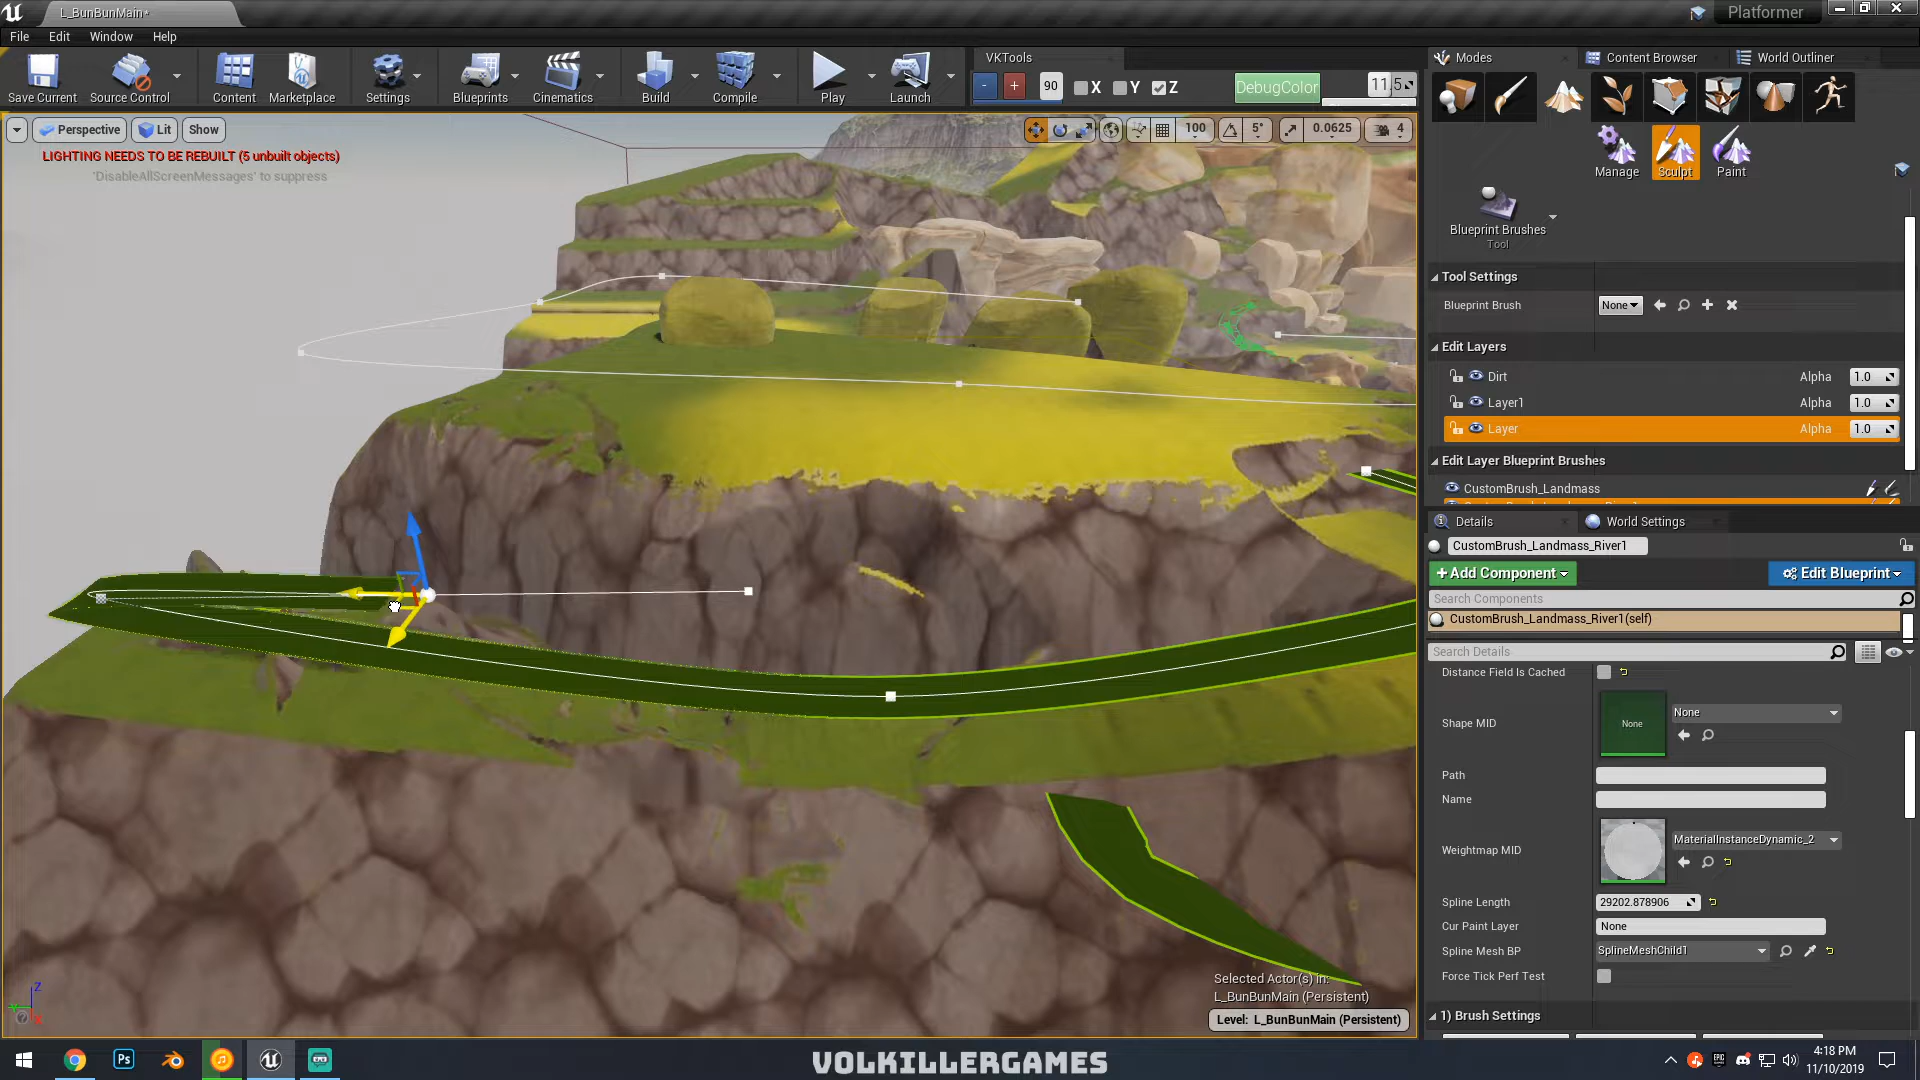 L_BunBunMain*
Platformer
File Edit Window Help
Save Current
Source Control
Content
Marketplace
Settings
Blueprints
Cinematics
Build
Compile
Play
Launch
VKTools
-
+
90
X
Y
Z
DebugColor
11.5
Modes
Content Browser
World Outliner
Perspective
Lit
Show
100
5°
0.0625
4
LIGHTING NEEDS TO BE REBUILT (5 unbuilt objects)
'DisableAllScreenMessages' to suppress
Manage
Sculpt
Paint
Blueprint Brushes
Tool
Tool Settings
Blueprint Brush
None
Edit Layers
Dirt Alpha 1.0
Layer1 Alpha 1.0
Layer Alpha 1.0
Edit Layer Blueprint Brushes
CustomBrush_Landmass
Details
World Settings
CustomBrush_Landmass_River1
+Add Component
Edit Blueprint
Search Components
CustomBrush_Landmass_River1(self)
Search Details
Distance Field Is Cached
Shape MID
None
None
Path
Name
Weightmap MID
MaterialInstanceDynamic_2
Spline Length
29202.878906
Cur Paint Layer
None
Spline Mesh BP
SplineMeshChild1
Force Tick Perf Test
1) Brush Settings
Selected Actor(s) in:
L_BunBunMain (Persistent)
Level: L_BunBunMain (Persistent)
Z
Ps
VOLKILLERGAMES
EPIC
4:18 PM
11/10/2019